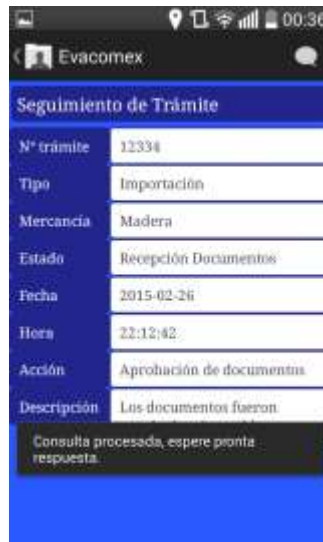 00:36
Evacomex
Seguimiento de Trámite
Nº trámite 12334
Tipo Importación
Mercancía Madera
Estado Recepción Documentos
Fecha 2015-02-26
Hora 22:12:42
Acción Aprobación de documentos
Descripción Los documentos fueron
Consulta procesada, espere pronta
respuesta.